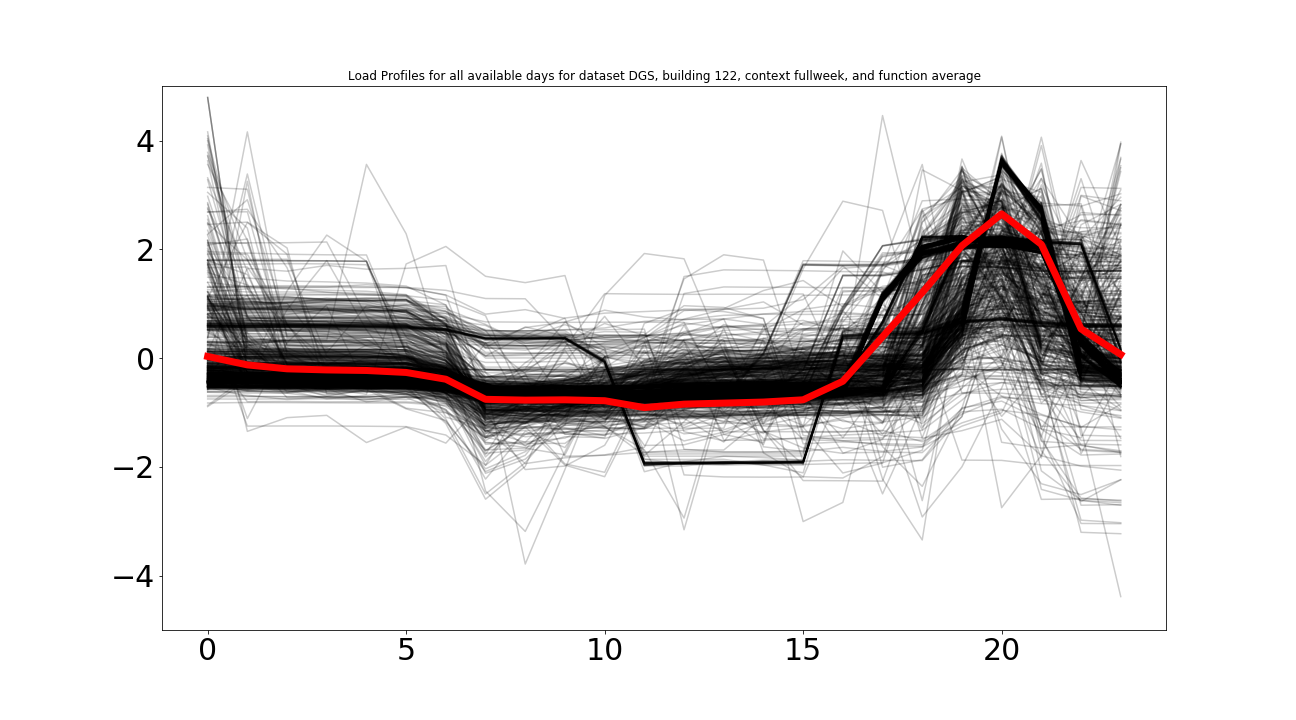 Load Profiles for all available days for dataset DGS, building 122, context fullweek, and function average
4
2
0
−2
−4
0 5 10 15 20